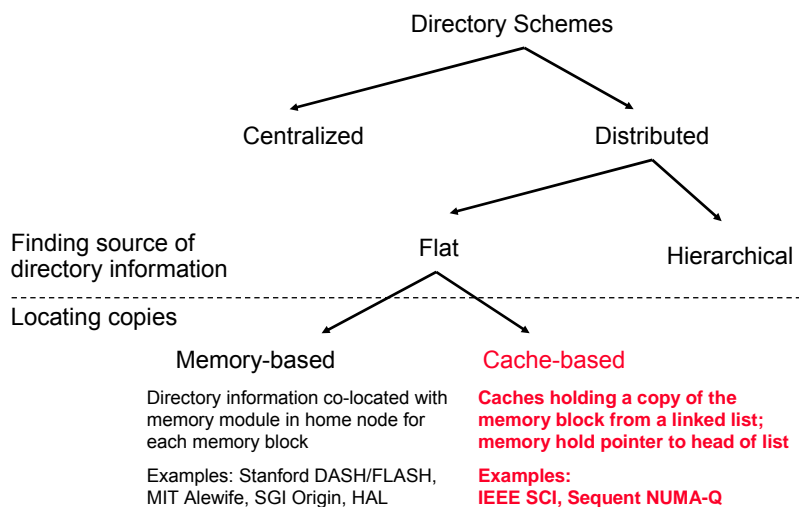 Directory Schemes
Centralized
Distributed
Finding source of
directory information
Flat
Hierarchical
Locating copies
Memory-based
Directory information co-located with
memory module in home node for
each memory block
Examples: Stanford DASH/FLASH,
MIT Alewife, SGI Origin, HAL
Cache-based
Caches holding a copy of the
memory block from a linked list;
memory hold pointer to head of list
Examples:
IEEE SCI, Sequent NUMA-Q